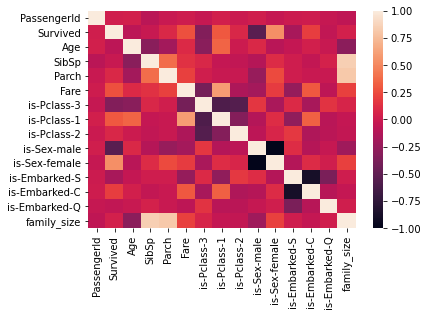 PassengerId
Survived
Age
SibSp
Parch
Fare
is-Pclass-3
is-Pclass-1
is-Pclass-2
is-Sex-male
is-Sex-female
is-Embarked-S
is-Embarked-C
is-Embarked-Q
family_size
PassengerId
Survived
Age
SibSp
Parch
Fare
is-Pclass-3
is-Pclass-1
is-Pclass-2
is-Sex-male
is-Sex-female
is-Embarked-S
is-Embarked-C
is-Embarked-Q
family_size
1.00
0.75
0.50
0.25
0.00
−0.25
−0.50
−0.75
−1.00